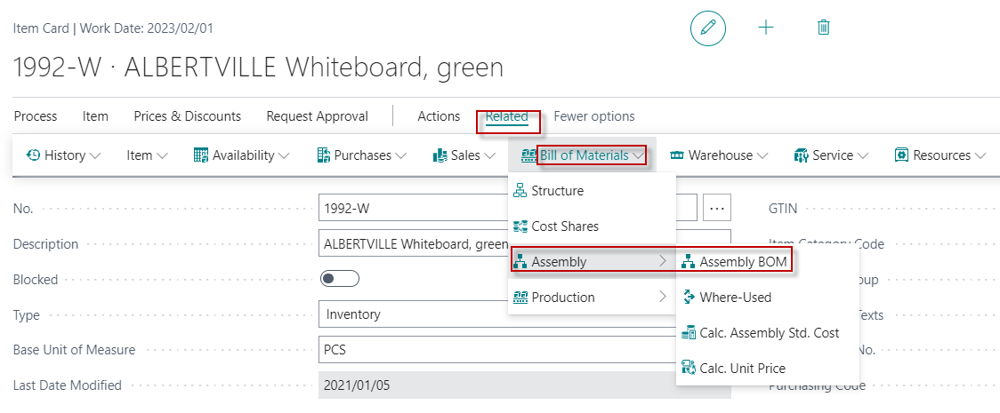 Item Card | Work Date: 2023/02/01
1992-W · ALBERTVILLE Whiteboard, green
Process Item Prices & Discounts Request Approval Actions Related Fewer options
History Item Availability Purchases Sales Bill of Materials Warehouse Service Resources
Structure
Cost Shares
Assembly
Production
Assembly BOM
Where-Used
Calc. Assembly Std. Cost
Calc. Unit Price
No. 1992-W ... GTIN
Description ALBERTVILLE Whiteboard, green Item Category Code
Blocked oup
Type Inventory Texts
Base Unit of Measure PCS No.
Last Date Modified 2021/01/05 Purchasing Code